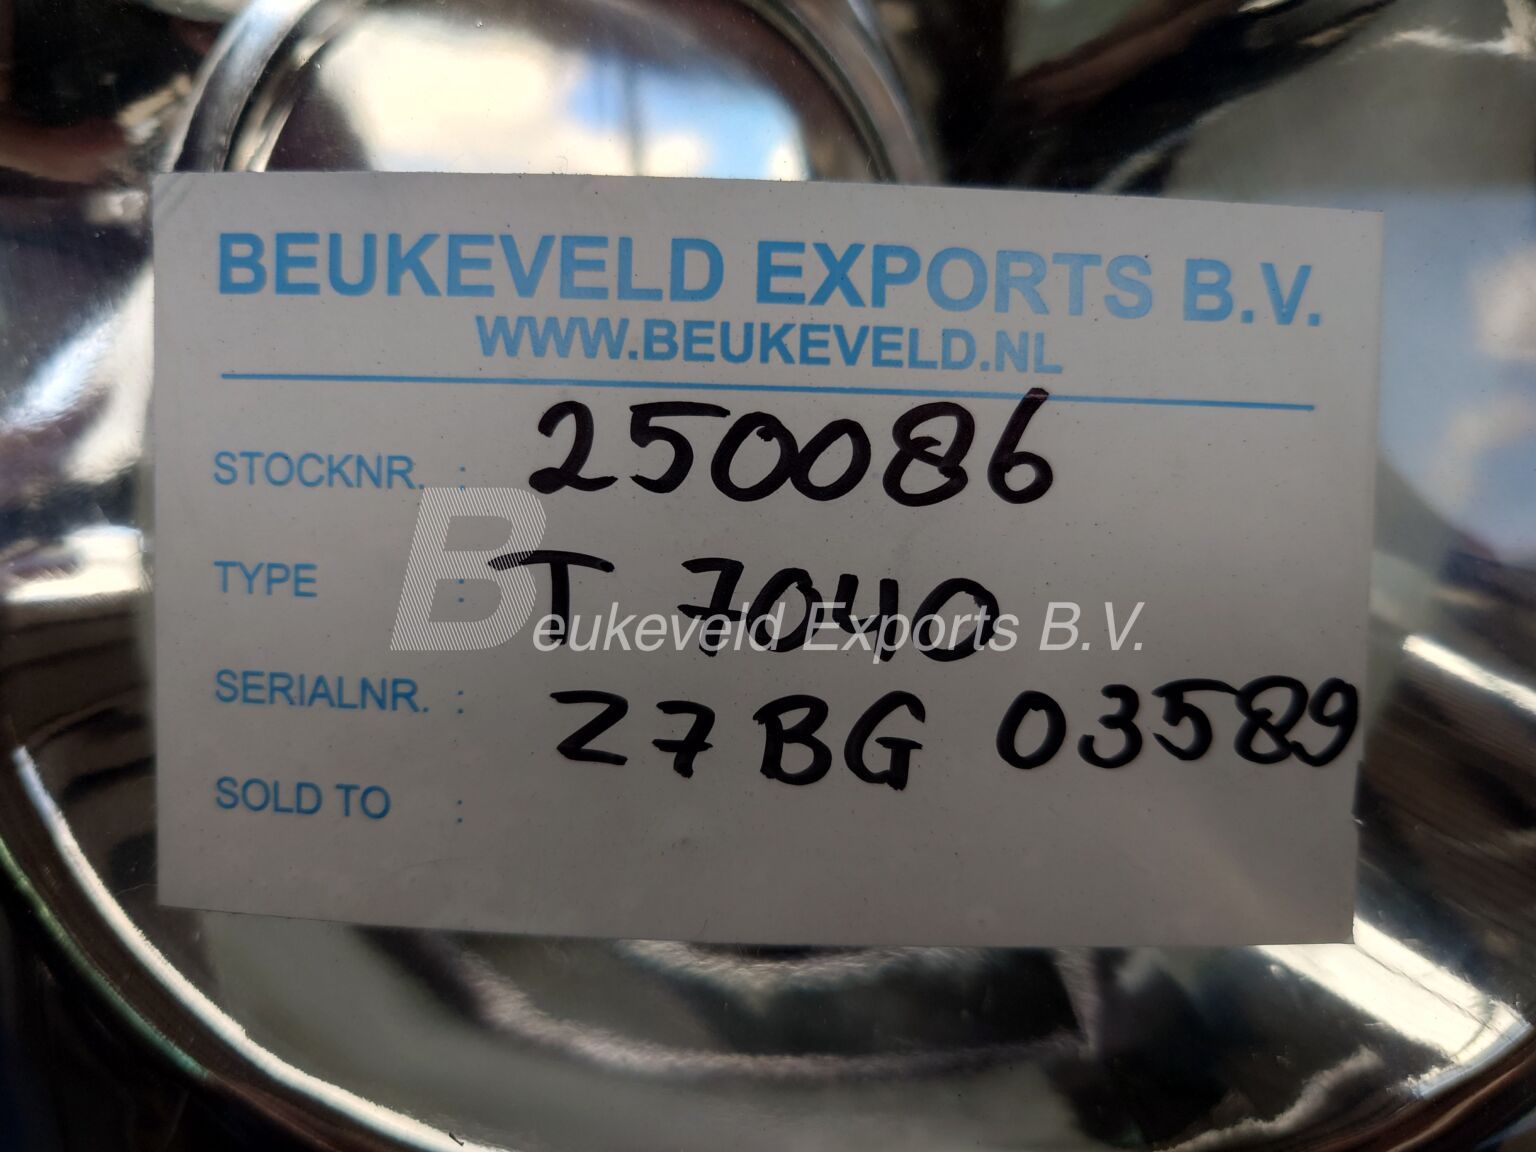 BEUKEVELD EXPORTS B.V.
WWW.BEUKEVELD.NL
STOCKNR. : 250086
TYPE : T 7040
Beukeveld Exports B.V.
SERIALNR. : Z7BG 03589
SOLD TO :